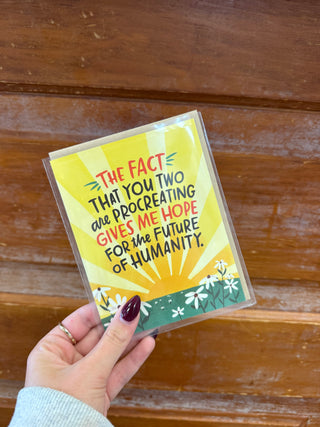 THE FACT
THAT YOU TWO
are PROCREATING
GIVES ME HOPE
FOR the FUTURE
OF HUMANITY.